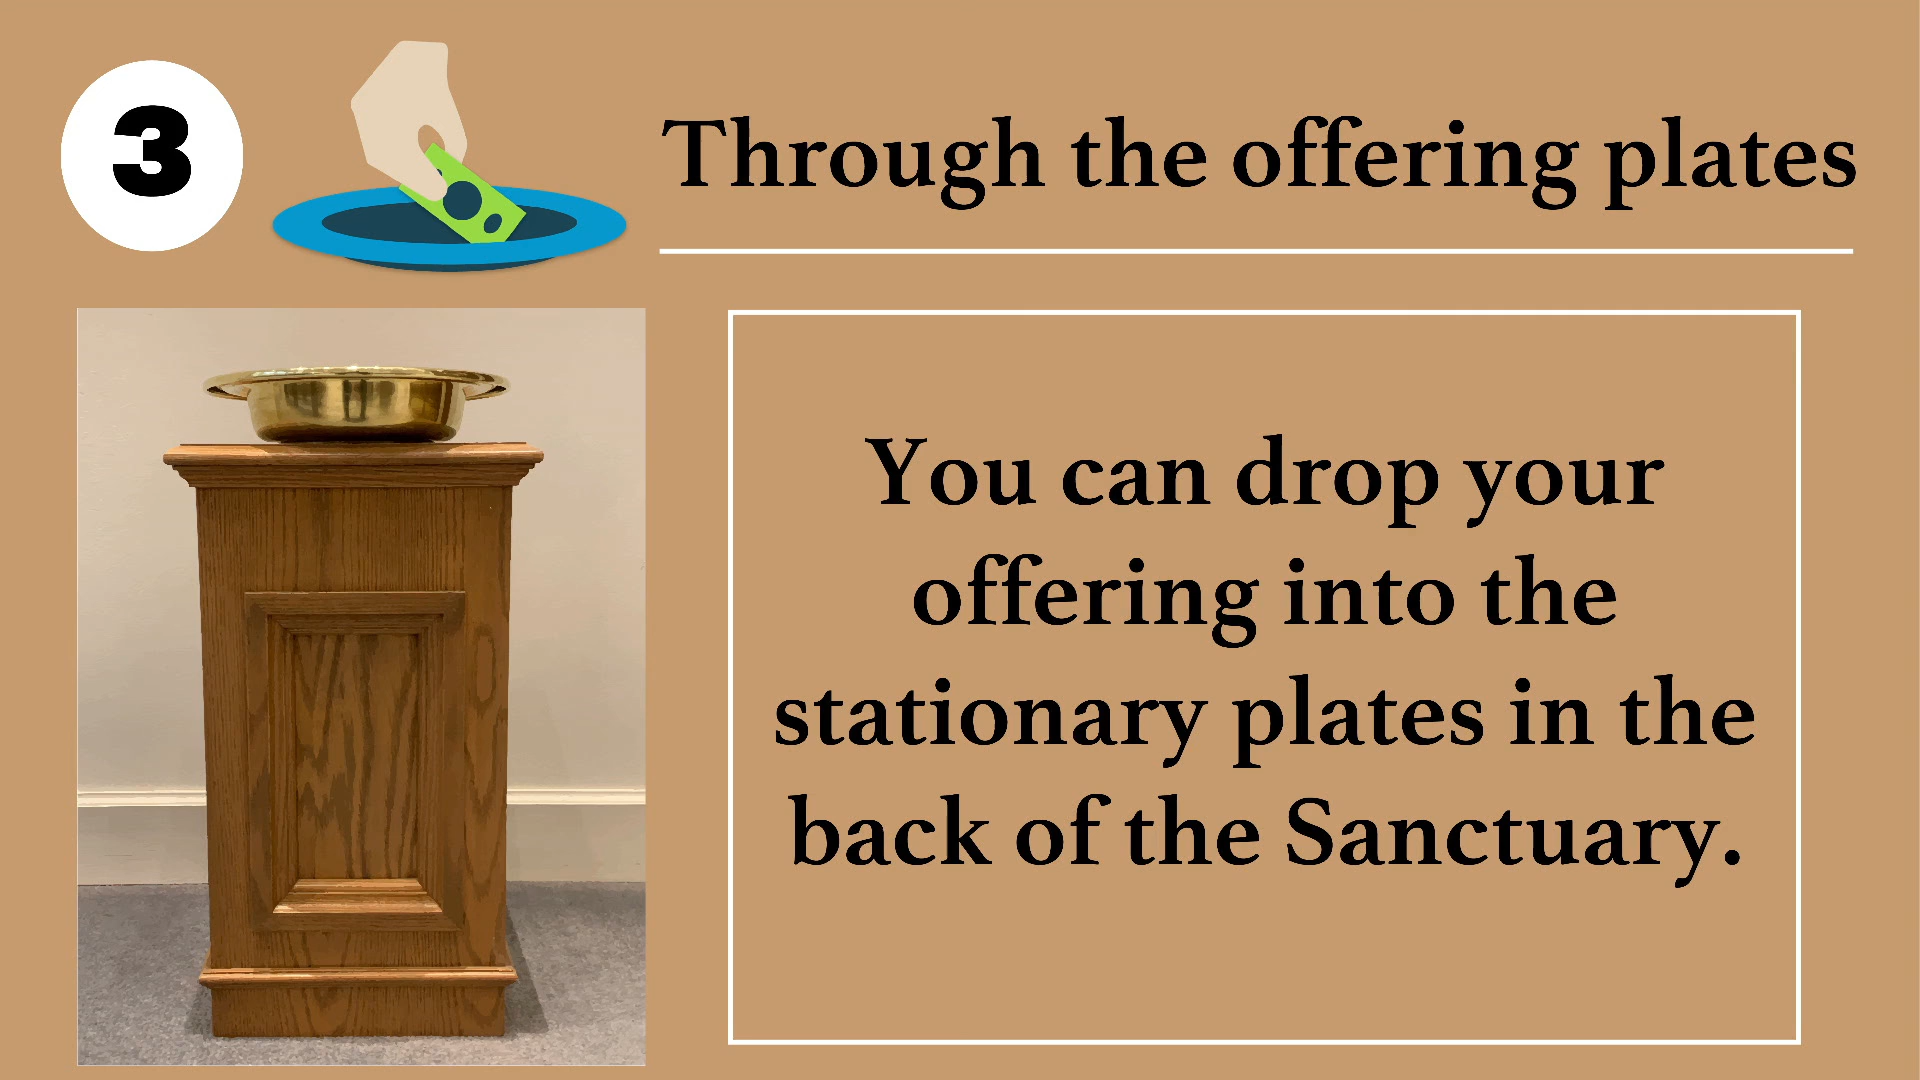 3
Through the offering plates
You can drop your
offering into the
stationary plates in the
back of the Sanctuary.